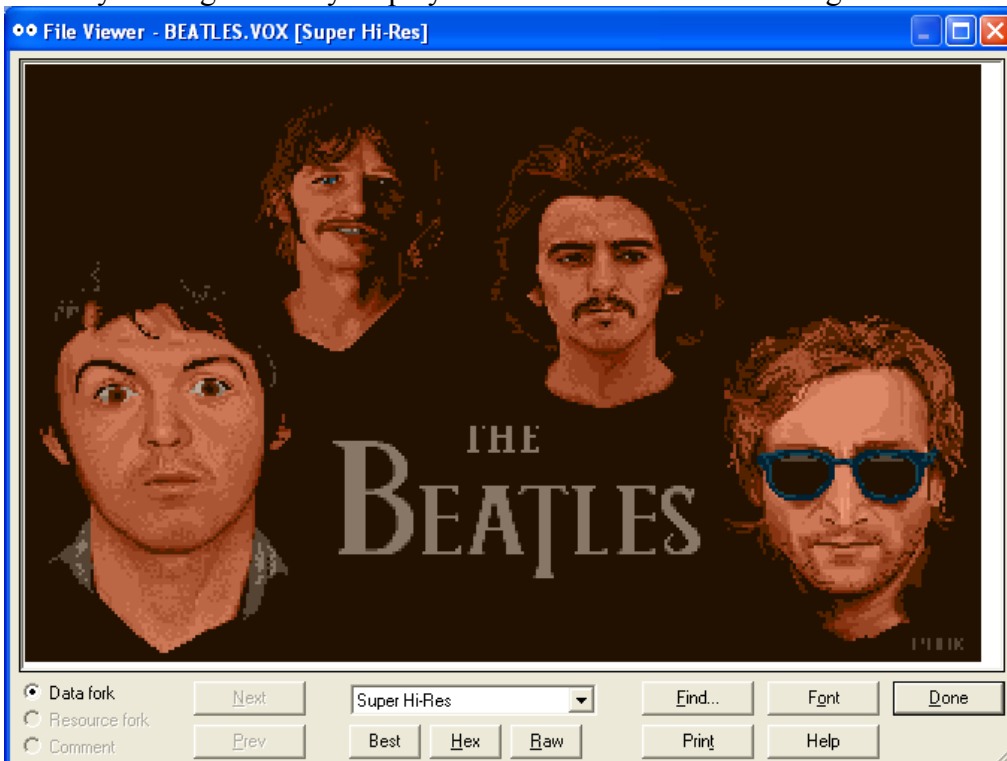 File Viewer - BEATLES.VOX [Super Hi-Res]
THE
BEATLES
Data fork
Resource fork
Comment
Next
Prev
Super Hi-Res
Best
Hex
Raw
Find...
Font
Done
Print
Help